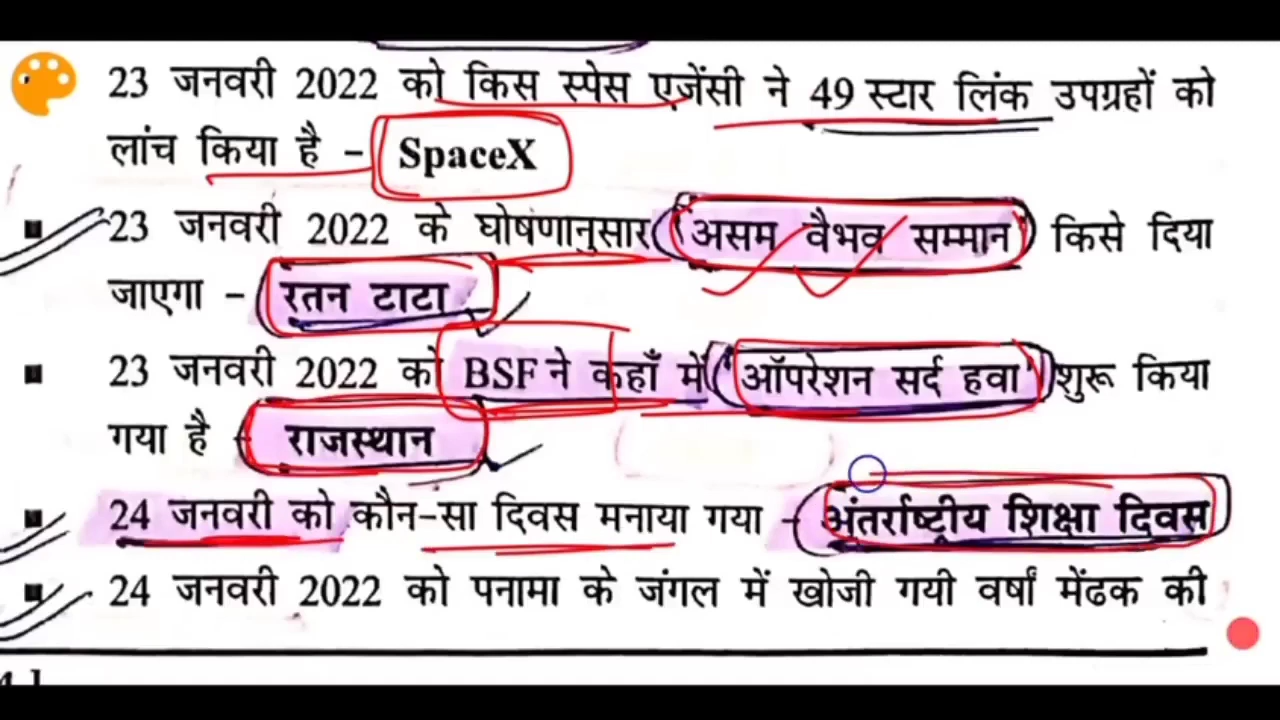 23 जनवरी 2022 को किस स्पेस एजेंसी ने 49 स्टार लिंक उपग्रहों को
लांच किया है – SpaceX
23 जनवरी 2022 के घोषणानुसार 'असम वैभव सम्मान' किसे दिया
जाएगा – रतन टाटा
23 जनवरी 2022 को BSF ने कहाँ में 'ऑपरेशन सर्द हवा' शुरू किया
गया है – राजस्थान
24 जनवरी को कौन-सा दिवस मनाया गया – अंतर्राष्ट्रीय शिक्षा दिवस
24 जनवरी 2022 को पनामा के जंगल में खोजी गयी वर्षां मेंढक की